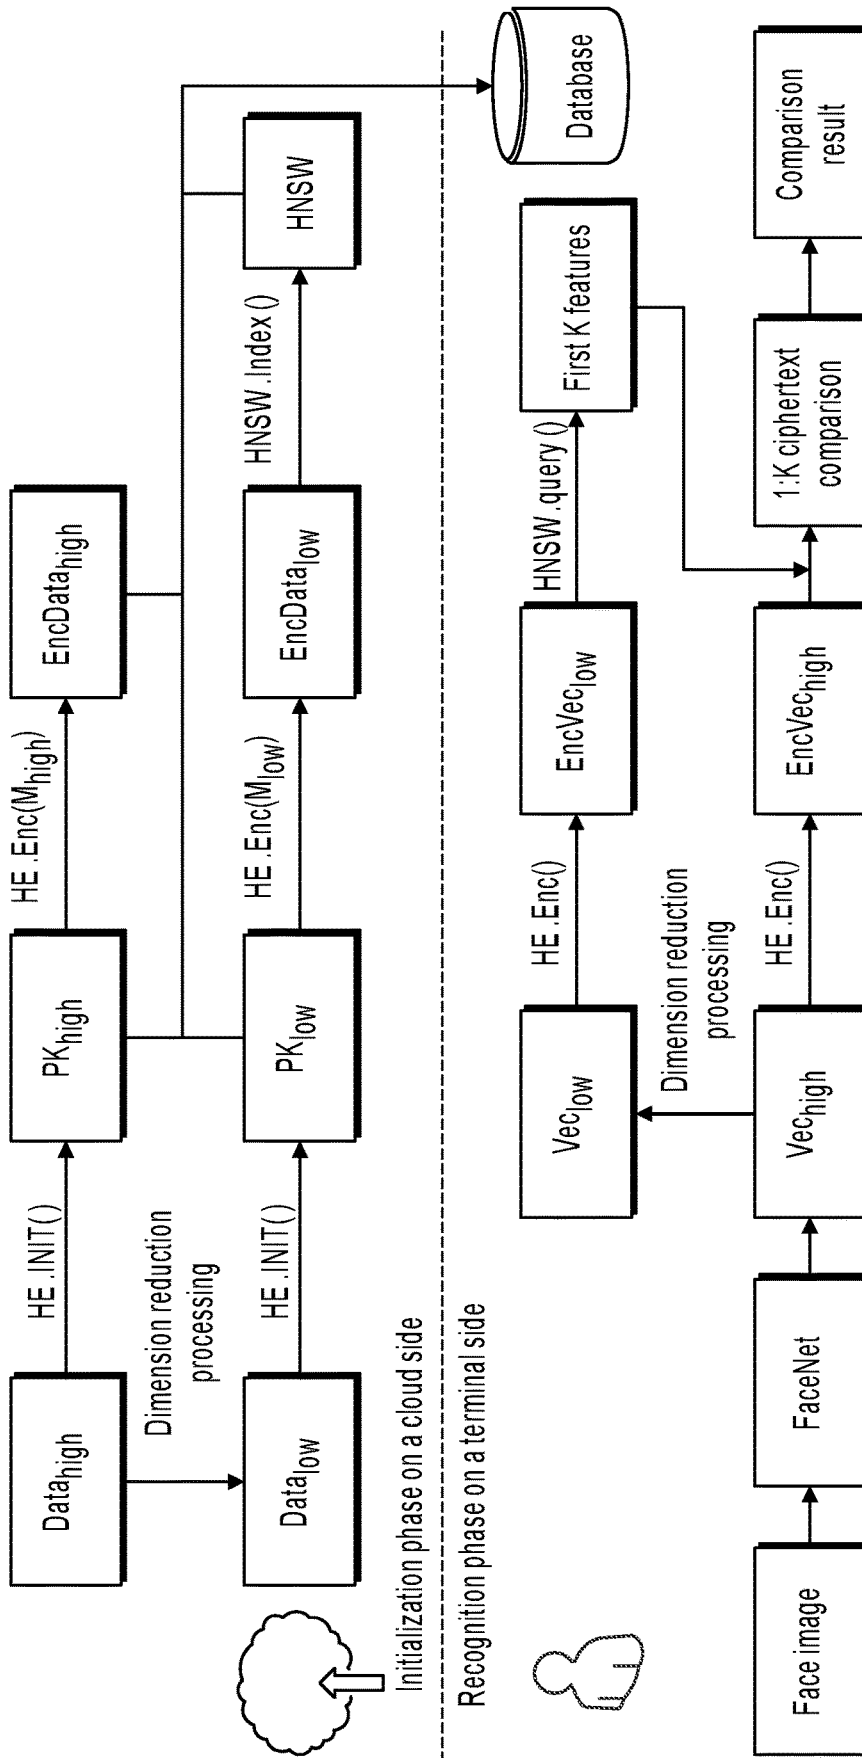 Data_high
HE .INIT()
PK_high
HE .Enc(M_high)
EncData_high
Dimension reduction
processing
Data_low
HE .INIT()
PK_low
HE .Enc(M_low)
EncData_low
HNSW .Index ()
HNSW
Initialization phase on a cloud side
Recognition phase on a terminal side
Database
Vec_low
HE .Enc()
EncVec_low
HNSW .query ()
First K features
Dimension reduction
processing
Face image
FaceNet
Vec_high
HE .Enc()
EncVec_high
1:K ciphertext
comparison
Comparison
result